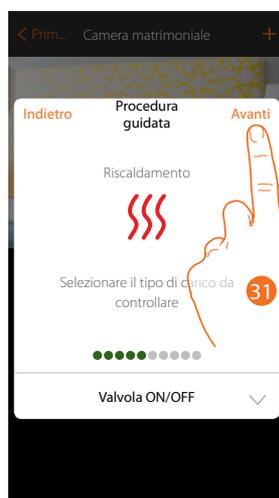 Prim... Camera matrimoniale +
Indietro Procedura guidata Avanti
Riscaldamento
Selezionare il tipo di carico da
controllare
31
Valvola ON/OFF